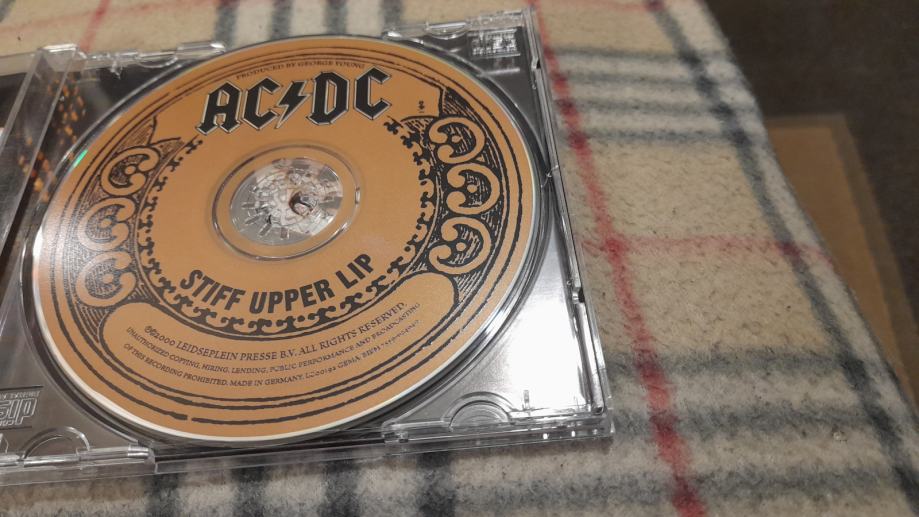 PRODUCED BY GEORGE YOUNG
AC⚡DC
STIFF UPPER LIP
℗©2000 LEIDSEPLEIN PRESSE B.V. ALL RIGHTS RESERVED.
UNAUTHORIZED COPYING, HIRING, LENDING, PUBLIC PERFORMANCE AND BROADCASTING
OF THIS RECORDING PROHIBITED. MADE IN GERMANY. GEMA